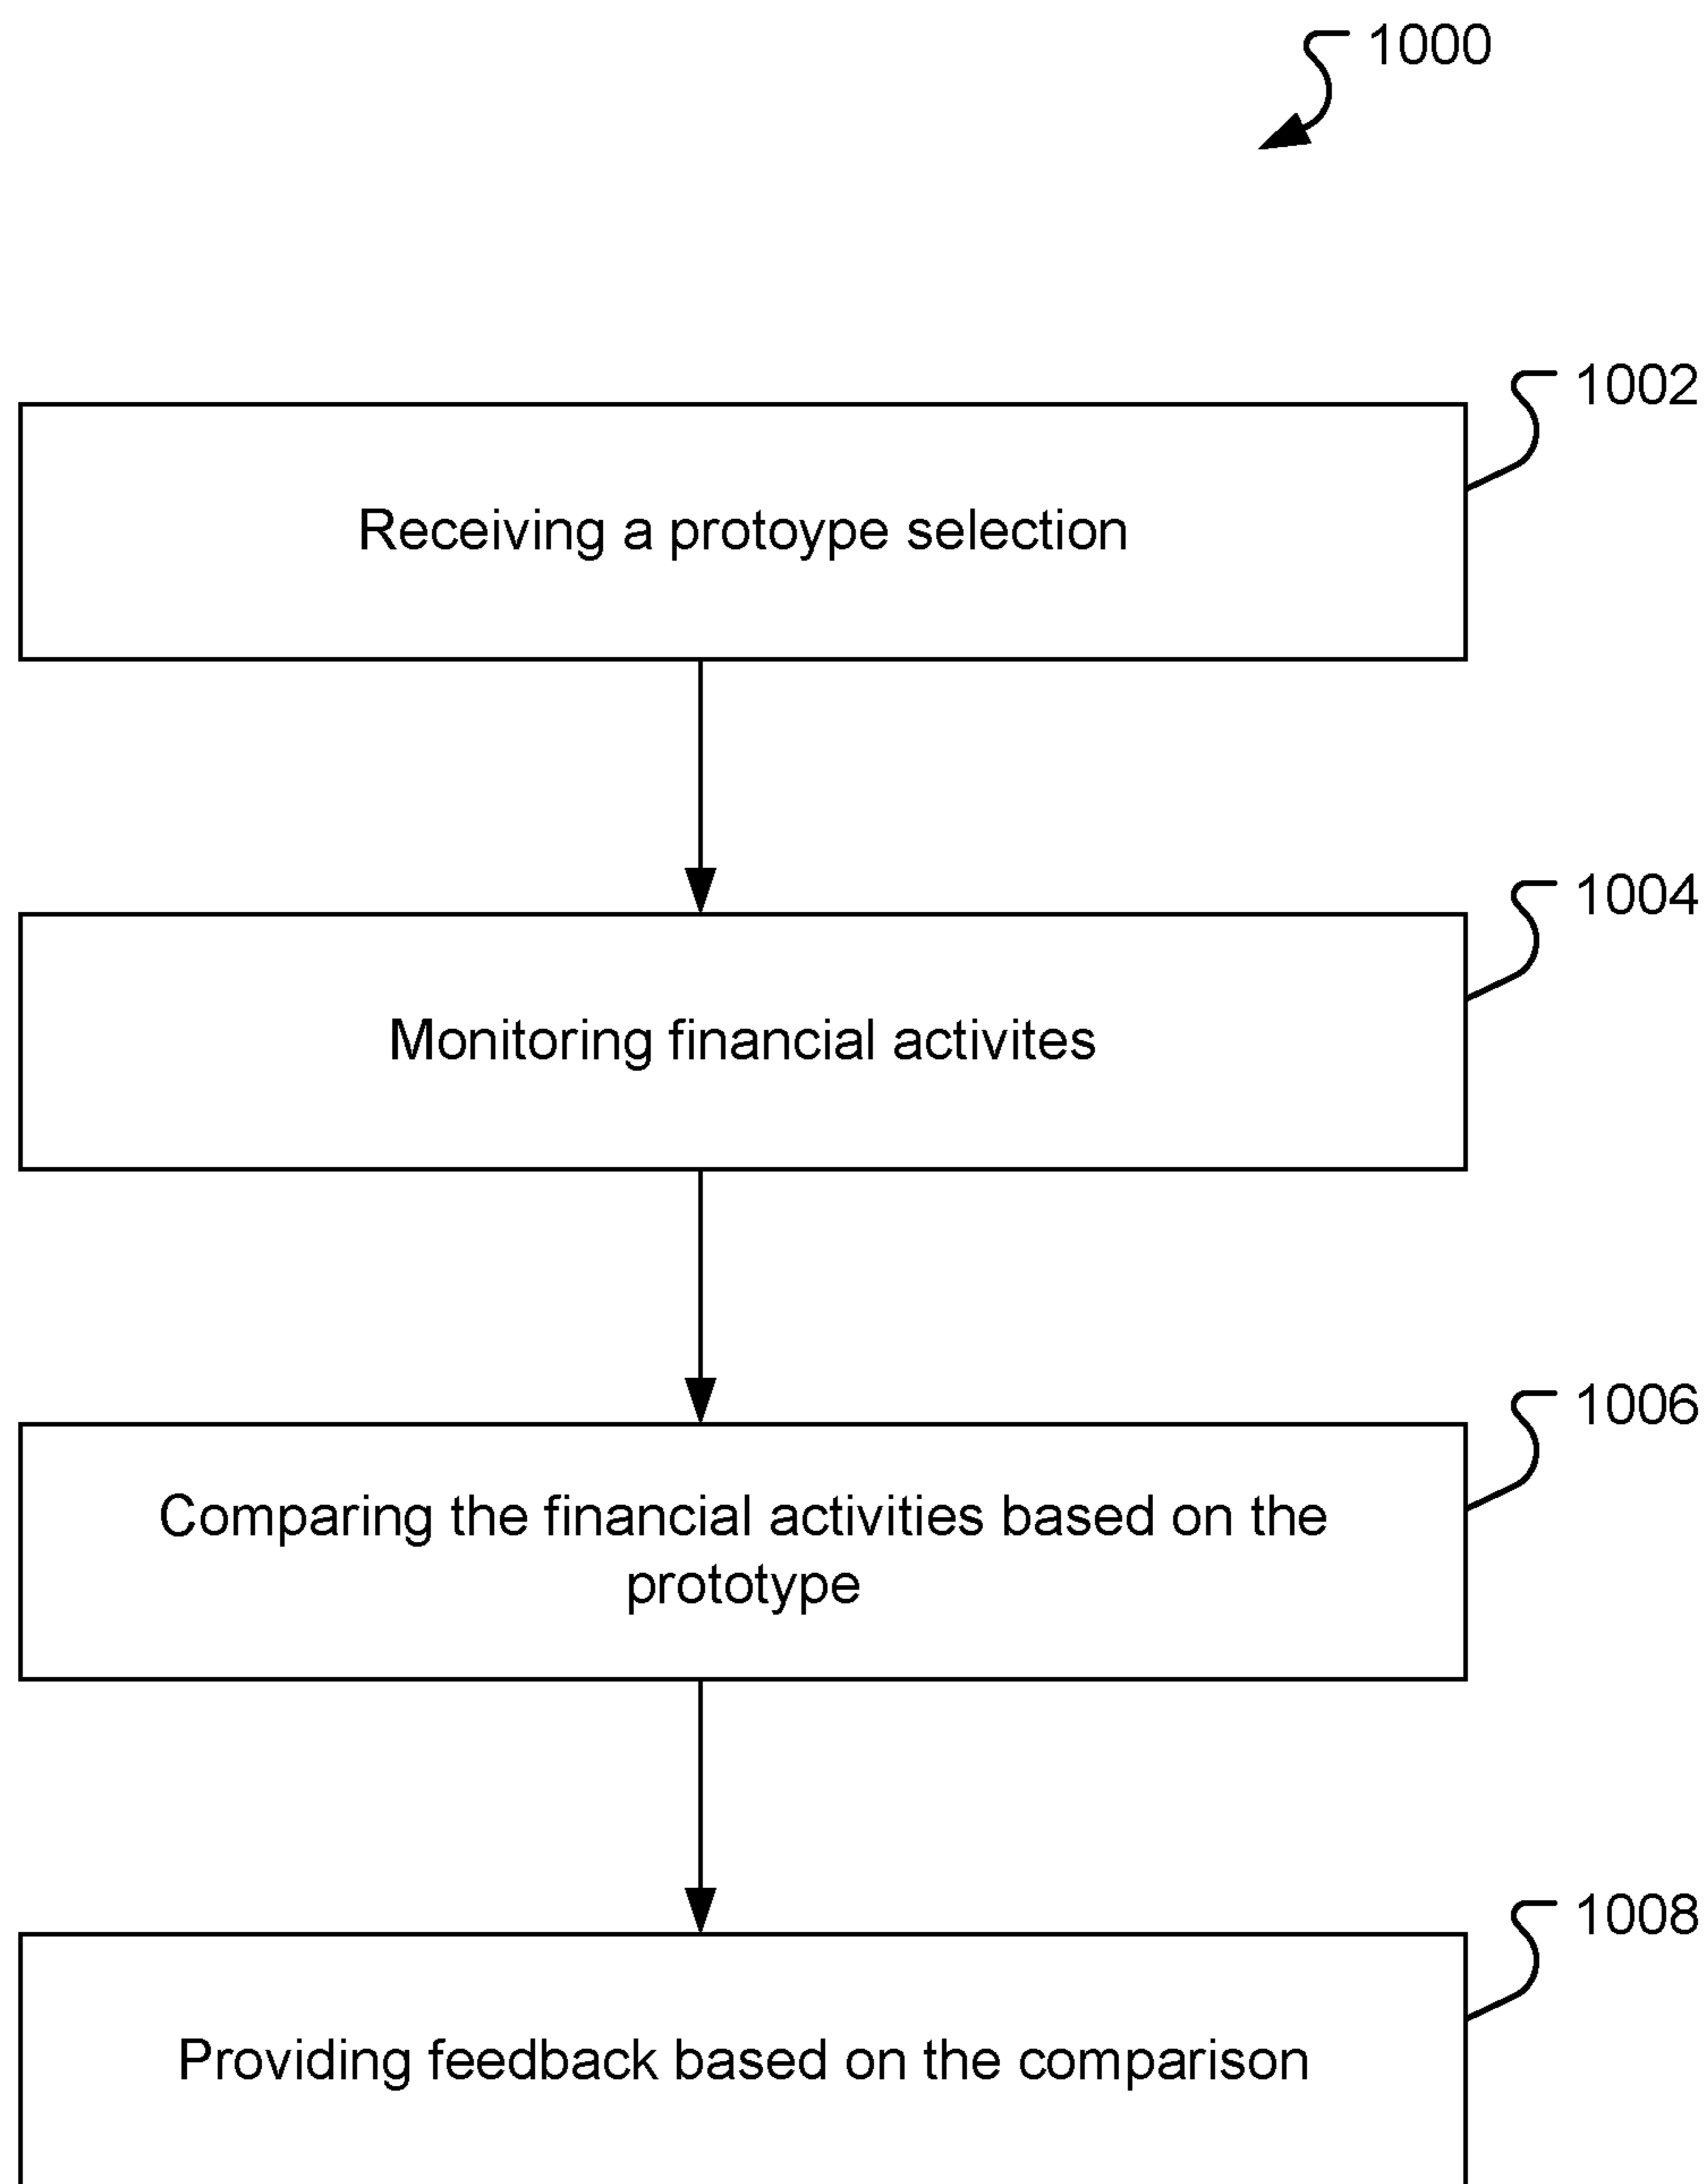 1000
1002
Receiving a protoype selection
1004
Monitoring financial activites
1006
Comparing the financial activities based on the
prototype
1008
Providing feedback based on the comparison